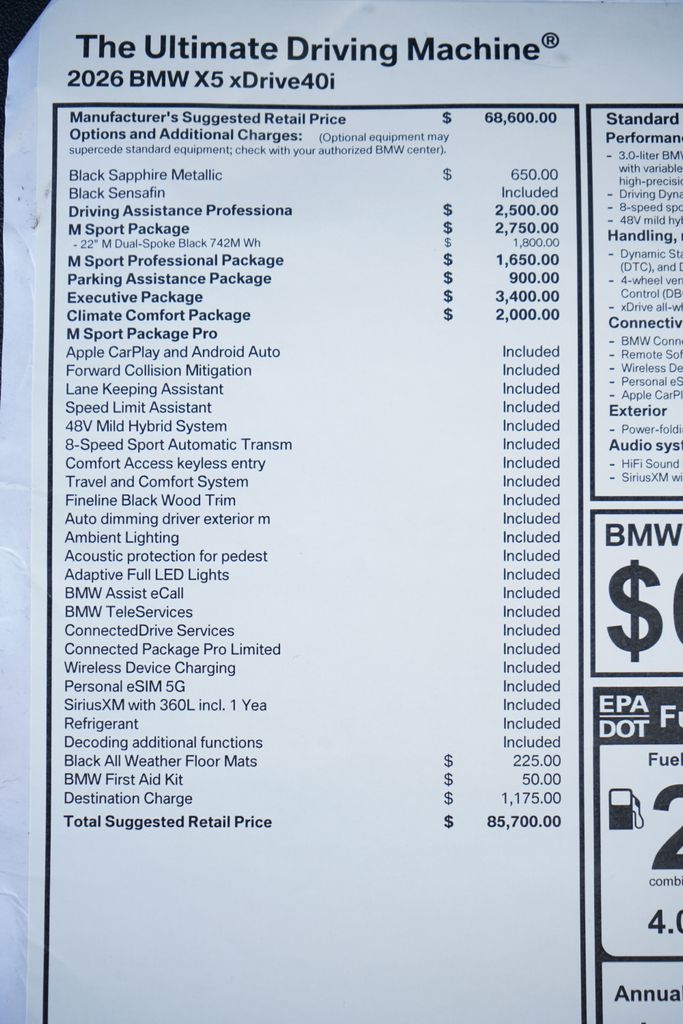 The Ultimate Driving Machine®
2026 BMW X5 xDrive40i
Manufacturer's Suggested Retail Price $ 68,600.00
Options and Additional Charges: (Optional equipment may
supercede standard equipment; check with your authorized BMW center).
Black Sapphire Metallic $ 650.00
Black Sensafin Included
Driving Assistance Professiona $ 2,500.00
M Sport Package $ 2,750.00
- 22" M Dual-Spoke Black 742M Wh $ 1,800.00
M Sport Professional Package $ 1,650.00
Parking Assistance Package $ 900.00
Executive Package $ 3,400.00
Climate Comfort Package $ 2,000.00
M Sport Package Pro
Apple CarPlay and Android Auto Included
Forward Collision Mitigation Included
Lane Keeping Assistant Included
Speed Limit Assistant Included
48V Mild Hybrid System Included
8-Speed Sport Automatic Transm Included
Comfort Access keyless entry Included
Travel and Comfort System Included
Fineline Black Wood Trim Included
Auto dimming driver exterior m Included
Ambient Lighting Included
Acoustic protection for pedest Included
Adaptive Full LED Lights Included
BMW Assist eCall Included
BMW TeleServices Included
ConnectedDrive Services Included
Connected Package Pro Limited Included
Wireless Device Charging Included
Personal eSIM 5G Included
SiriusXM with 360L incl. 1 Yea Included
Refrigerant Included
Decoding additional functions Included
Black All Weather Floor Mats $ 225.00
BMW First Aid Kit $ 50.00
Destination Charge $ 1,175.00
Total Suggested Retail Price $ 85,700.00
Standard
Performan
- 3.0-liter BM
with variable
high-precisio
- Driving Dyna
- 8-speed spo
- 48V mild hyb
Handling,
- Dynamic Sta
(DTC), and D
- 4-wheel ven
Control (DB
- xDrive all-wh
Connectiv
- BMW Conn
- Remote Sof
- Wireless De
- Personal eS
- Apple CarPl
Exterior
- Power-foldi
Audio syst
- HiFi Sound
- SiriusXM wi
BMW
$
EPA
DOT
Fu
Fuel
2
combi
4.0
Annua